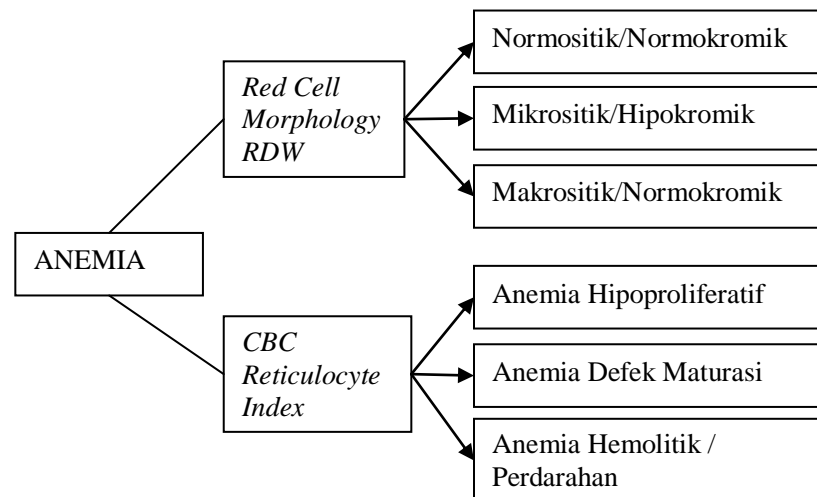 Normositik/Normokromik
Red Cell
Morphology
RDW
Mikrositik/Hipokromik
Makrositik/Normokromik
ANEMIA
Anemia Hipoproliferatif
CBC
Reticulocyte
Index
Anemia Defek Maturasi
Anemia Hemolitik /
Perdarahan